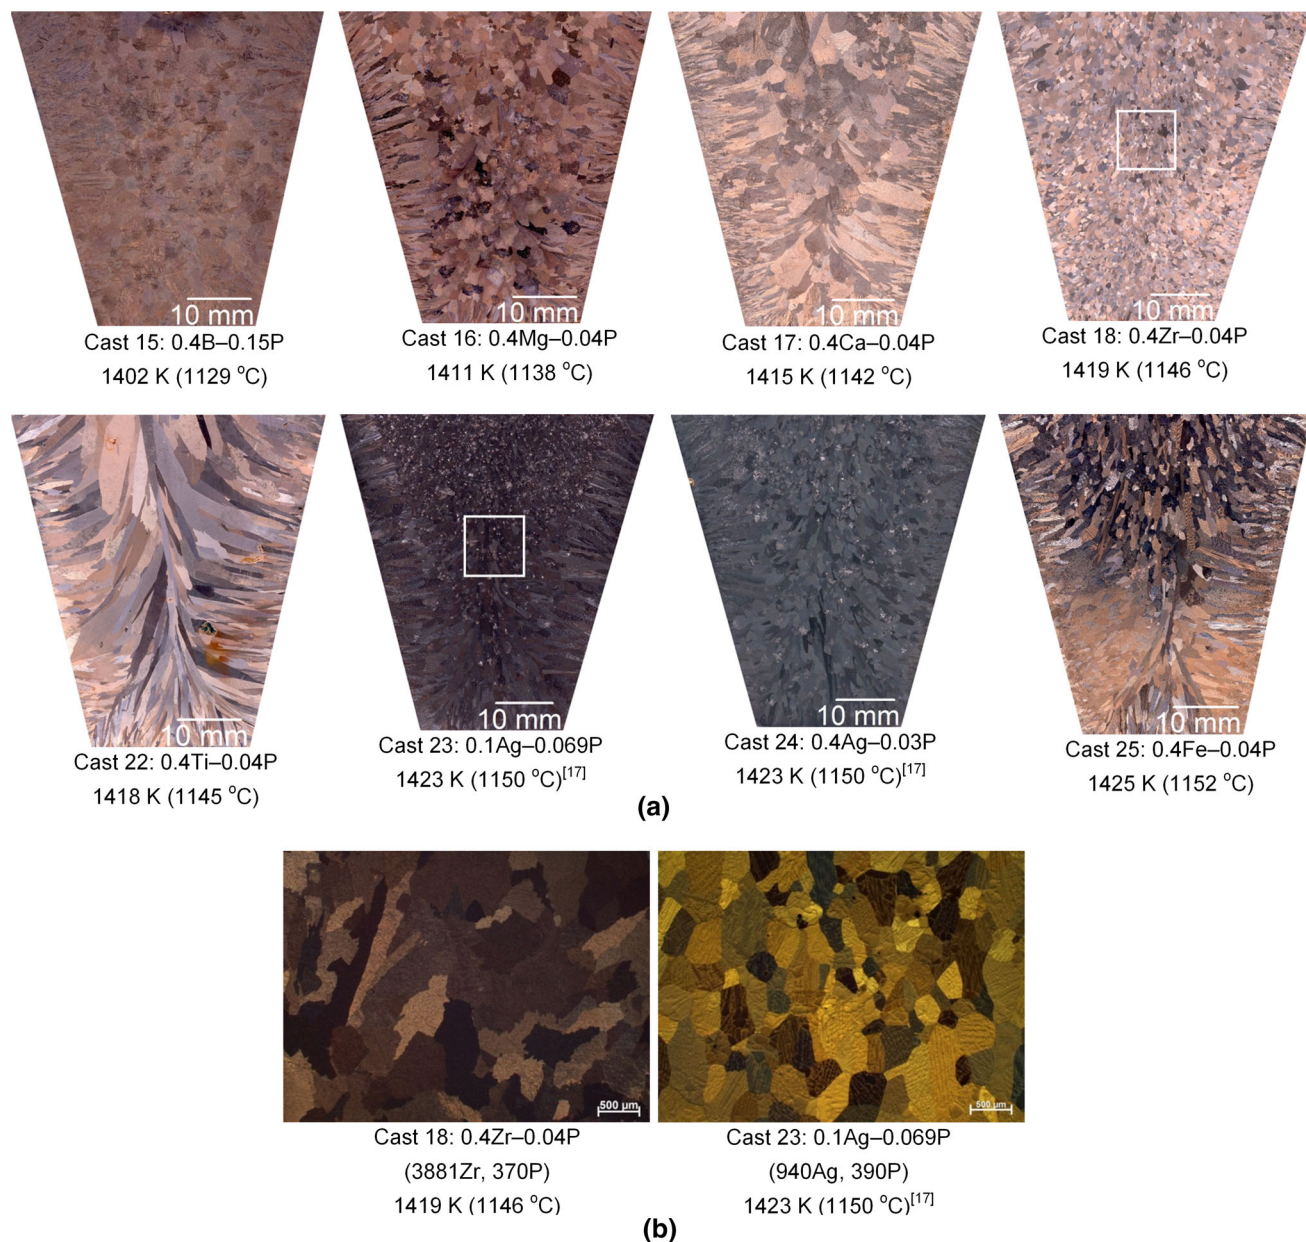 10 mm
10 mm
10 mm
10 mm
Cast 15: 0.4B–0.15P
1402 K (1129 °C)
Cast 16: 0.4Mg–0.04P
1411 K (1138 °C)
Cast 17: 0.4Ca–0.04P
1415 K (1142 °C)
Cast 18: 0.4Zr–0.04P
1419 K (1146 °C)
10 mm
10 mm
10 mm
10 mm
Cast 22: 0.4Ti–0.04P
1418 K (1145 °C)
Cast 23: 0.1Ag–0.069P
1423 K (1150 °C)[17]
Cast 24: 0.4Ag–0.03P
1423 K (1150 °C)[17]
Cast 25: 0.4Fe–0.04P
1425 K (1152 °C)
(a)
500 µm
500 µm
Cast 18: 0.4Zr–0.04P
(3881Zr, 370P)
1419 K (1146 °C)
Cast 23: 0.1Ag–0.069P
(940Ag, 390P)
1423 K (1150 °C)[17]
(b)